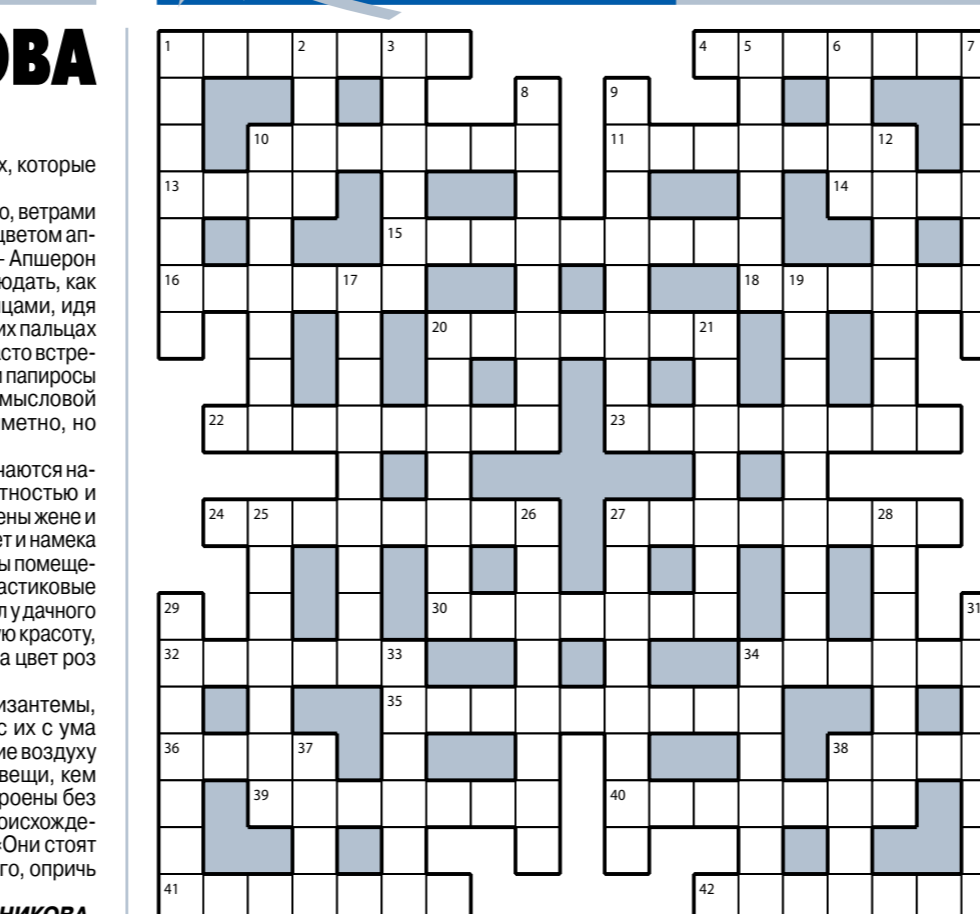 ОВА
х, которые
о, ветрами
цветом ап-
- Апшерон
юдать, как
цами, идя
их пальцах
сто встре-
и папиросы
мысловой
метно, но
наются на-
тностью и
ены жене и
ет и намека
ы помеще-
астиковые
л у дачного
ую красоту,
а цвет роз
изантемы,
с их с ума
ие воздуху
вещи, кем
роены без
оисхожде-
«Они стоят
го, опричь
НИКОВА.
1 2 3 4 5 6 7
8 9
10 11 12
13 14
15
16 17 18 19
20 21
22 23
24 25 26 27 28
29 30 31
32 33 34
35
36 37 38
39 40
41 42